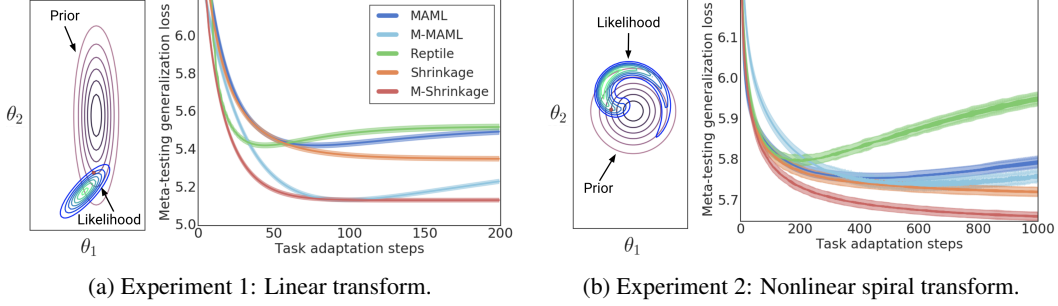 Prior
θ2
Likelihood
θ1
Meta-testing generalization loss
6.0
5.8
5.6
5.4
5.2
5.0
0
50
100
150
200
Task adaptation steps
MAML
M-MAML
Reptile
Shrinkage
M-Shrinkage
(a) Experiment 1: Linear transform.
Likelihood
θ2
Prior
θ1
Meta-testing generalization loss
6.1
6.0
5.9
5.8
5.7
0
200
400
600
800
1000
Task adaptation steps
(b) Experiment 2: Nonlinear spiral transform.